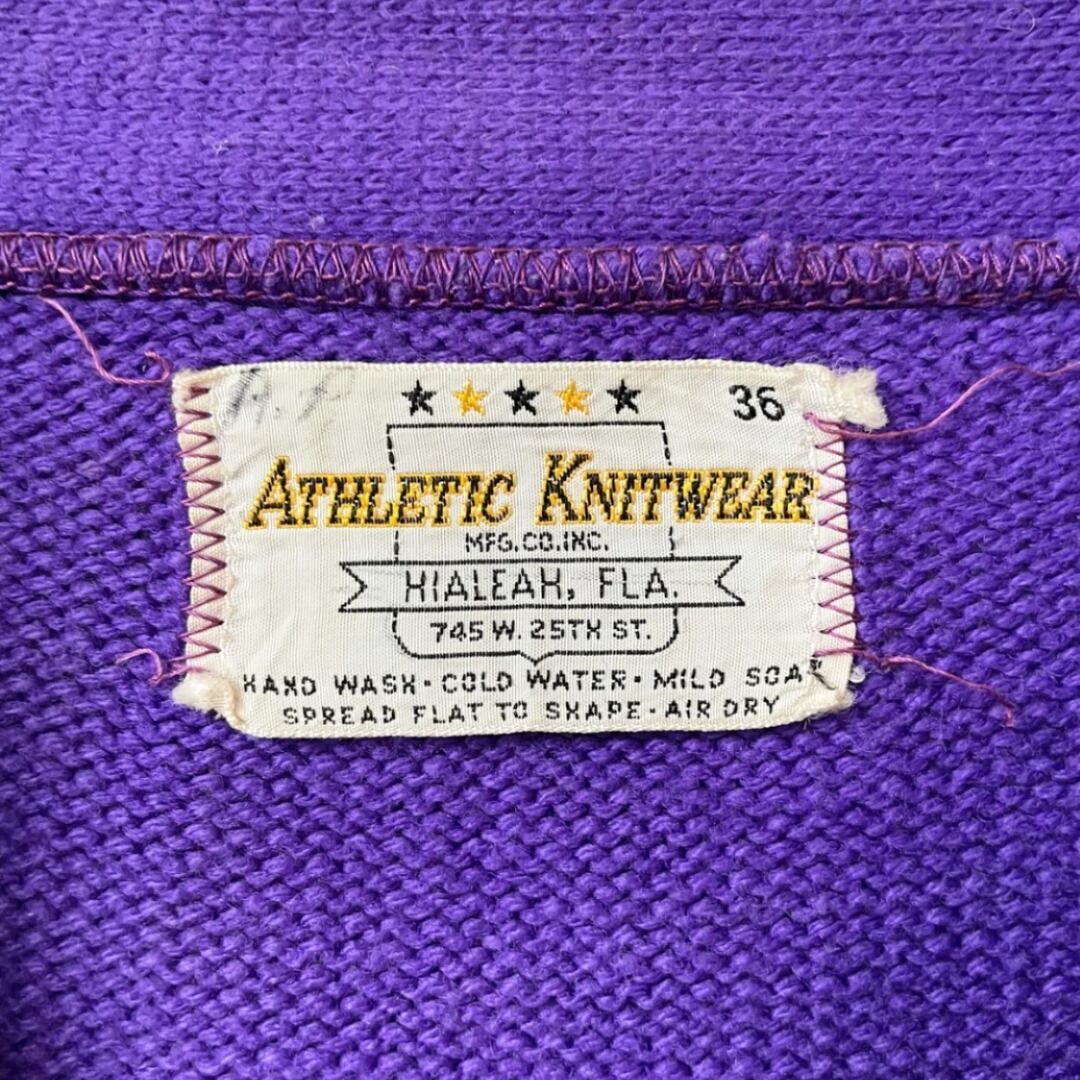 36
ATHLETIC KNITWEAR
MFG.CO.INC.
HIALEAH, FLA.
745 W. 25TH ST.
HAND WASH · COLD WATER · MILD SOAP
SPREAD FLAT TO SHAPE · AIR DRY